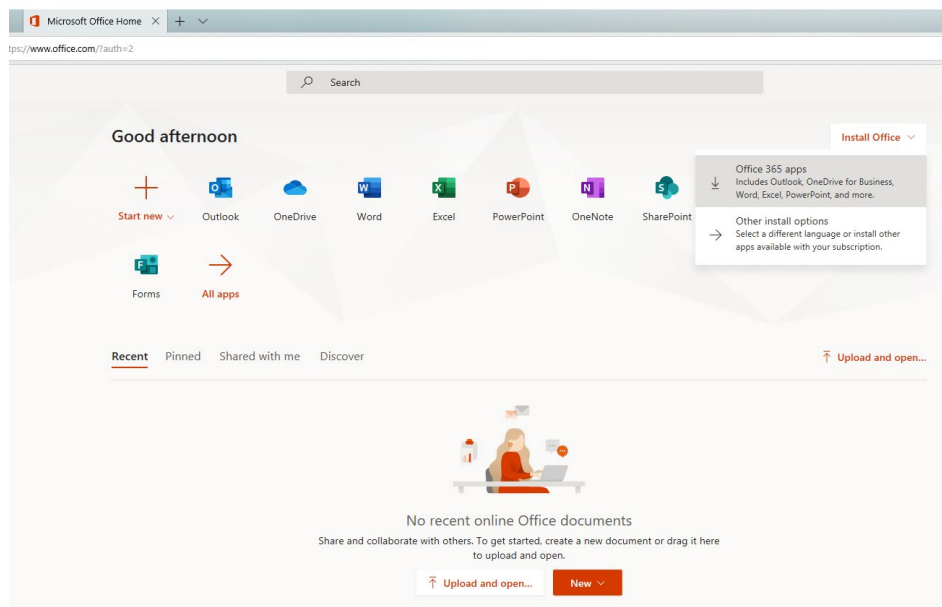 Microsoft Office Home
tps://www.office.com/?auth=2
Search
Good afternoon
Install Office
Office 365 apps
Includes Outlook, OneDrive for Business,
Word, Excel, PowerPoint, and more.
Other install options
Select a different language or install other
apps available with your subscription.
Start new
Outlook
OneDrive
Word
Excel
PowerPoint
OneNote
SharePoint
Forms
All apps
Recent Pinned Shared with me Discover
Upload and open...
No recent online Office documents
Share and collaborate with others. To get started, create a new document or drag it here
to upload and open.
Upload and open... New